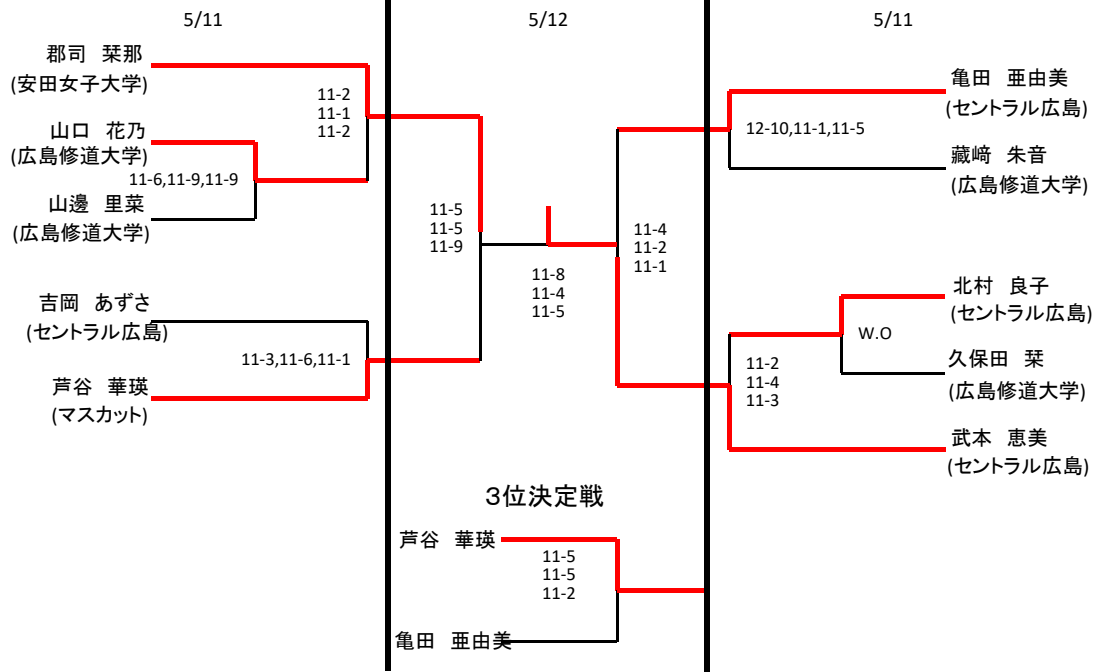 5/11
5/12
5/11
郡司　栞那
(安田女子大学)
11-2
11-1
11-2
山口　花乃
(広島修道大学)
11-6,11-9,11-9
山邊　里菜
(広島修道大学)
吉岡　あずさ
(セントラル広島)
11-3,11-6,11-1
芦谷　華瑛
(マスカット)
11-5
11-5
11-9
11-8
11-4
11-5
11-4
11-2
11-1
亀田　亜由美
(セントラル広島)
12-10,11-1,11-5
藏﨑　朱音
(広島修道大学)
北村　良子
(セントラル広島)
W.O
久保田　栞
(広島修道大学)
11-2
11-4
11-3
武本　恵美
(セントラル広島)
3位決定戦
芦谷　華瑛
11-5
11-5
11-2
亀田　亜由美